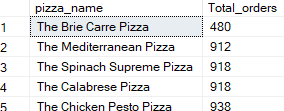 pizza_name Total_orders
1 The Brie Carre Pizza 480
2 The Mediterranean Pizza 912
3 The Spinach Supreme Pizza 918
4 The Calabrese Pizza 918
5 The Chicken Pesto Pizza 938